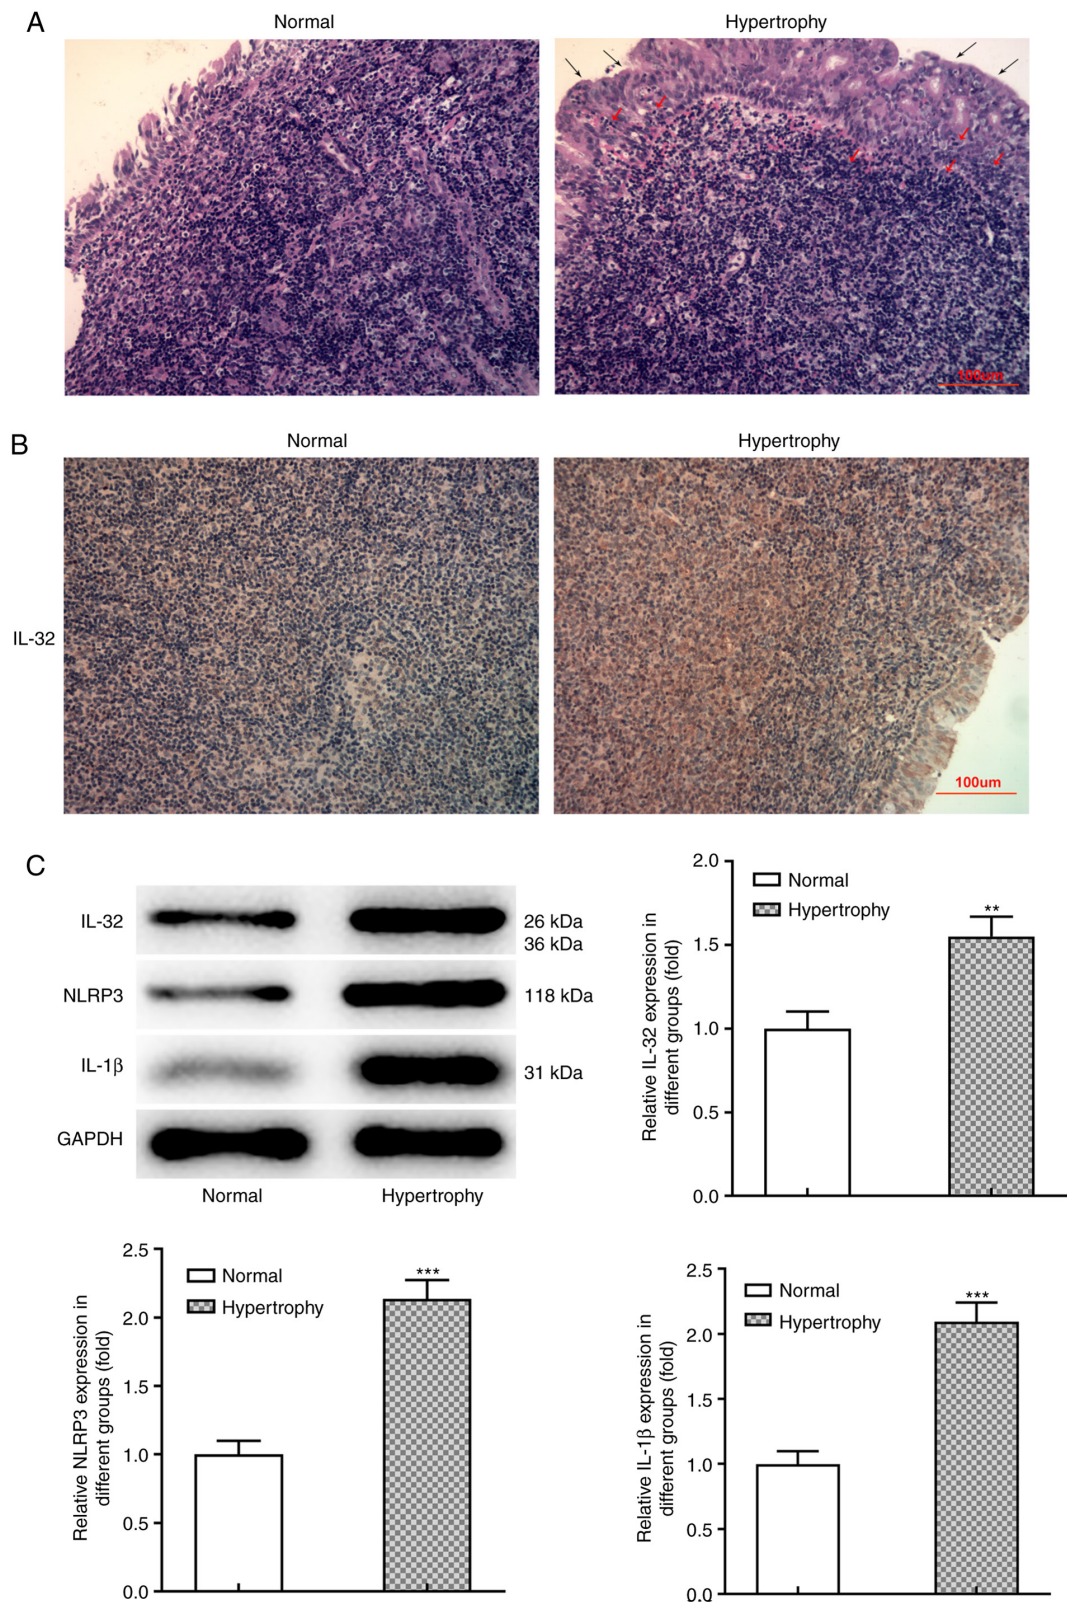 A
Normal
Hypertrophy
100um
B
Normal
Hypertrophy
IL-32
100um
C
IL-32
26 kDa
36 kDa
NLRP3
118 kDa
IL-1β
31 kDa
GAPDH
Normal
Hypertrophy
Relative IL-32 expression in
different groups (fold)
2.0
1.5
1.0
0.5
0.0
Normal
Hypertrophy
**
Relative NLRP3 expression in
different groups (fold)
2.5
2.0
1.5
1.0
0.5
0.0
Normal
Hypertrophy
***
Relative IL-1β expression in
different groups (fold)
2.5
2.0
1.5
1.0
0.5
0.0
Normal
Hypertrophy
***